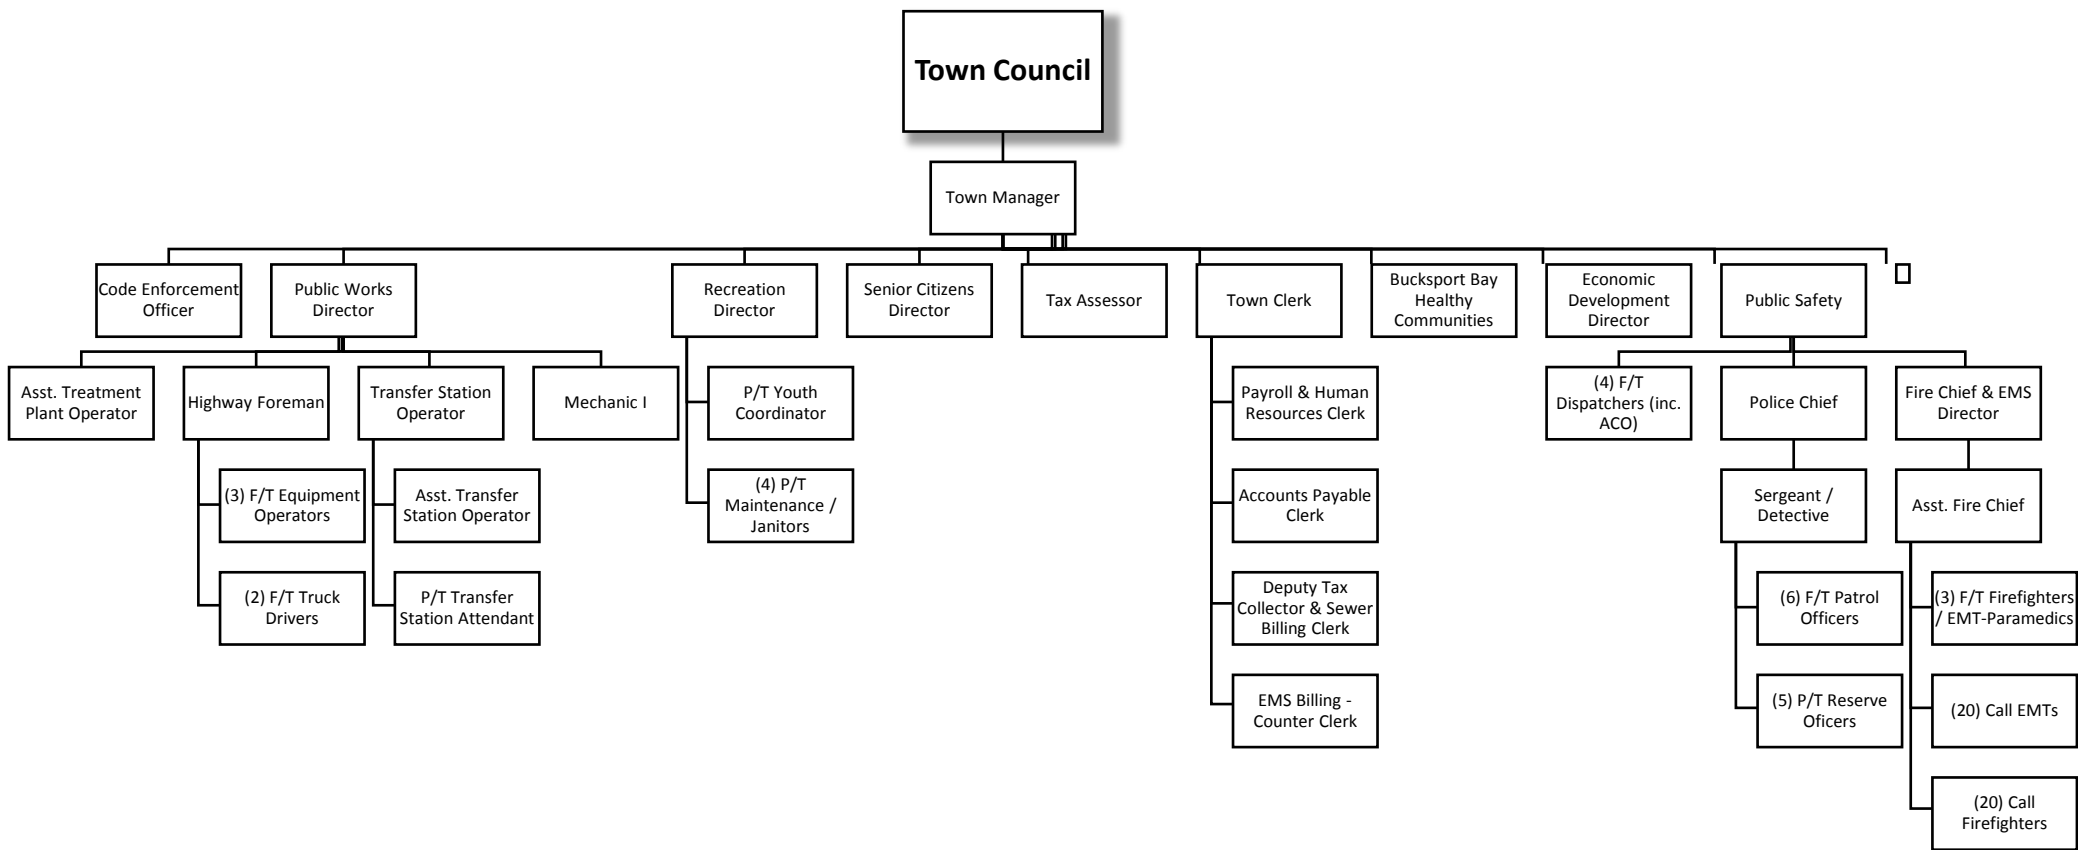 Town Council
Town Manager
Code Enforcement
Officer
Public Works
Director
Recreation
Director
Senior Citizens
Director
Tax Assessor
Town Clerk
Bucksport Bay
Healthy
Communities
Economic
Development
Director
Public Safety
Asst. Treatment
Plant Operator
Highway Foreman
Transfer Station
Operator
Mechanic I
P/T Youth
Coordinator
Payroll & Human
Resources Clerk
(4) F/T
Dispatchers (inc.
ACO)
Police Chief
Fire Chief & EMS
Director
(3) F/T Equipment
Operators
Asst. Transfer
Station Operator
(4) P/T
Maintenance /
Janitors
Accounts Payable
Clerk
Sergeant /
Detective
Asst. Fire Chief
(2) F/T Truck
Drivers
P/T Transfer
Station Attendant
Deputy Tax
Collector & Sewer
Billing Clerk
(6) F/T Patrol
Officers
(3) F/T Firefighters
/ EMT-Paramedics
EMS Billing -
Counter Clerk
(5) P/T Reserve
Oficers
(20) Call EMTs
(20) Call
Firefighters